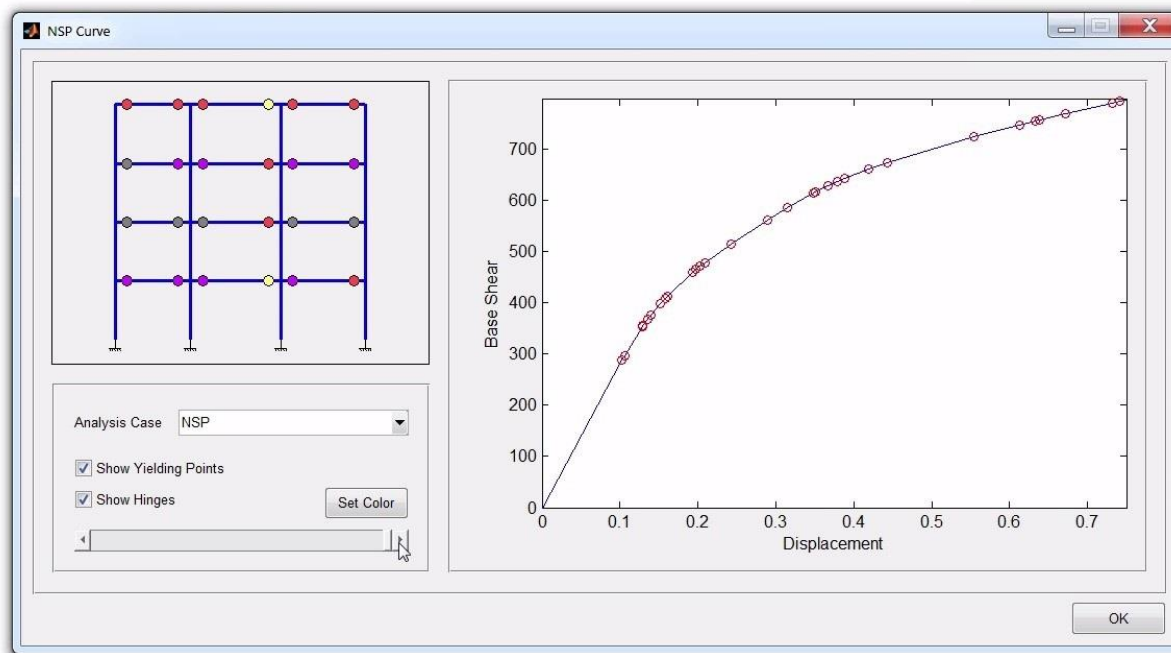 NSP Curve
Analysis Case NSP
Show Yielding Points
Show Hinges
Set Color
Base Shear
700
600
500
400
300
200
100
0
0 0.1 0.2 0.3 0.4 0.5 0.6 0.7
Displacement
OK